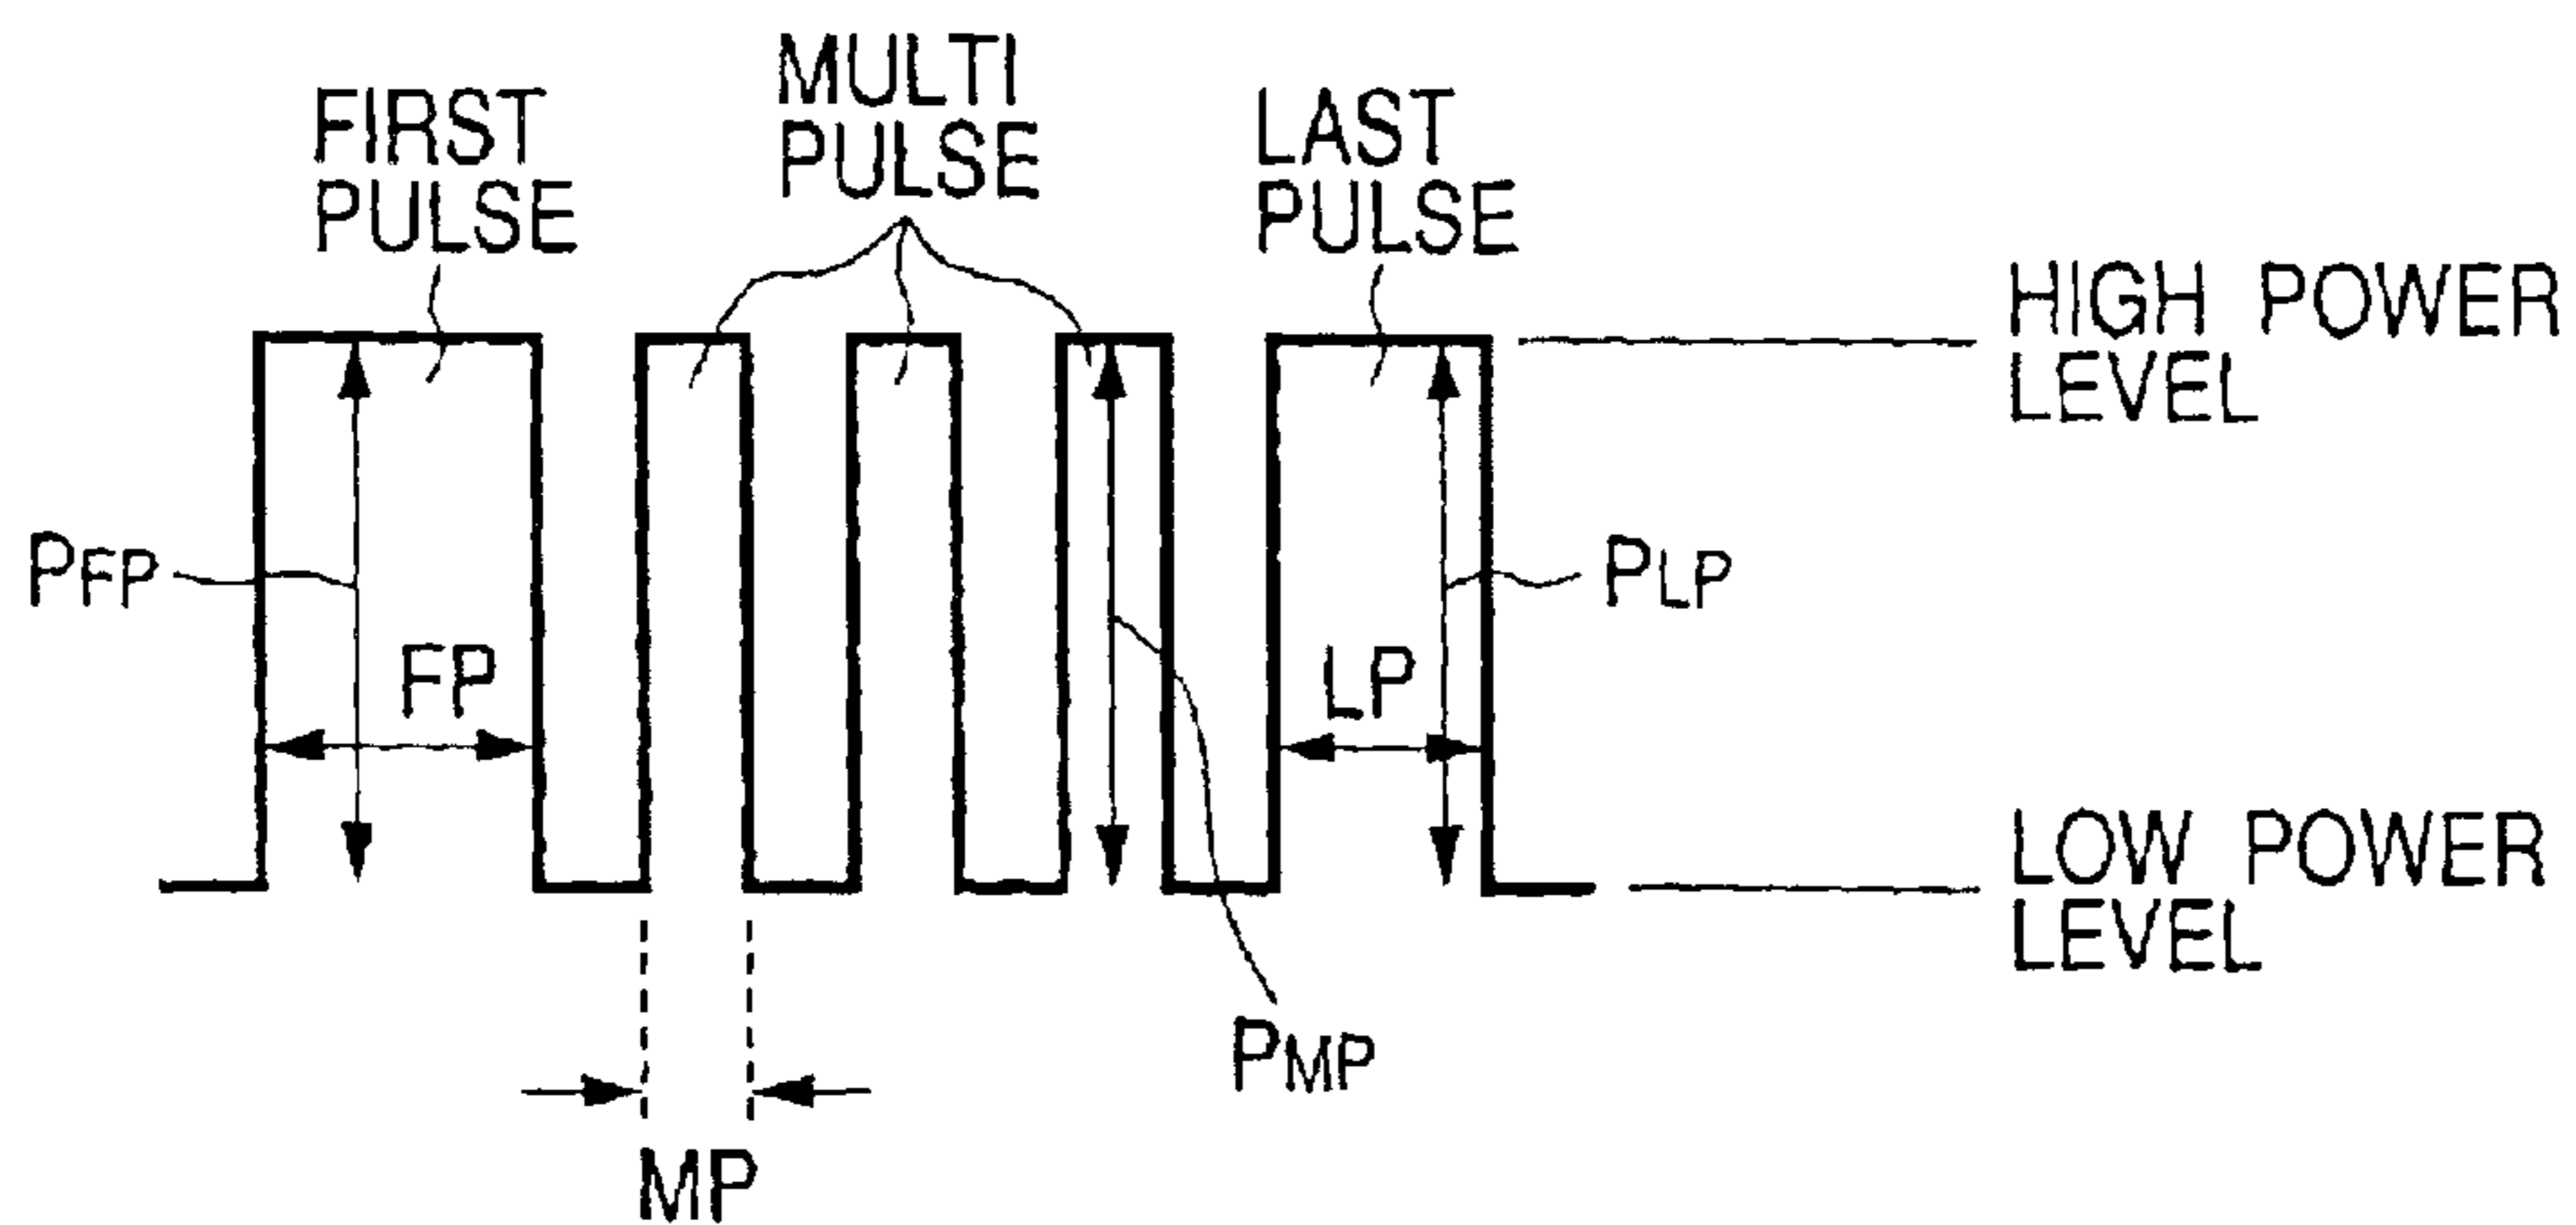 FIRST
PULSE
MULTI
PULSE
LAST
PULSE
HIGH POWER
LEVEL
PFP
PLP
FP
LP
LOW POWER
LEVEL
PMP
MP